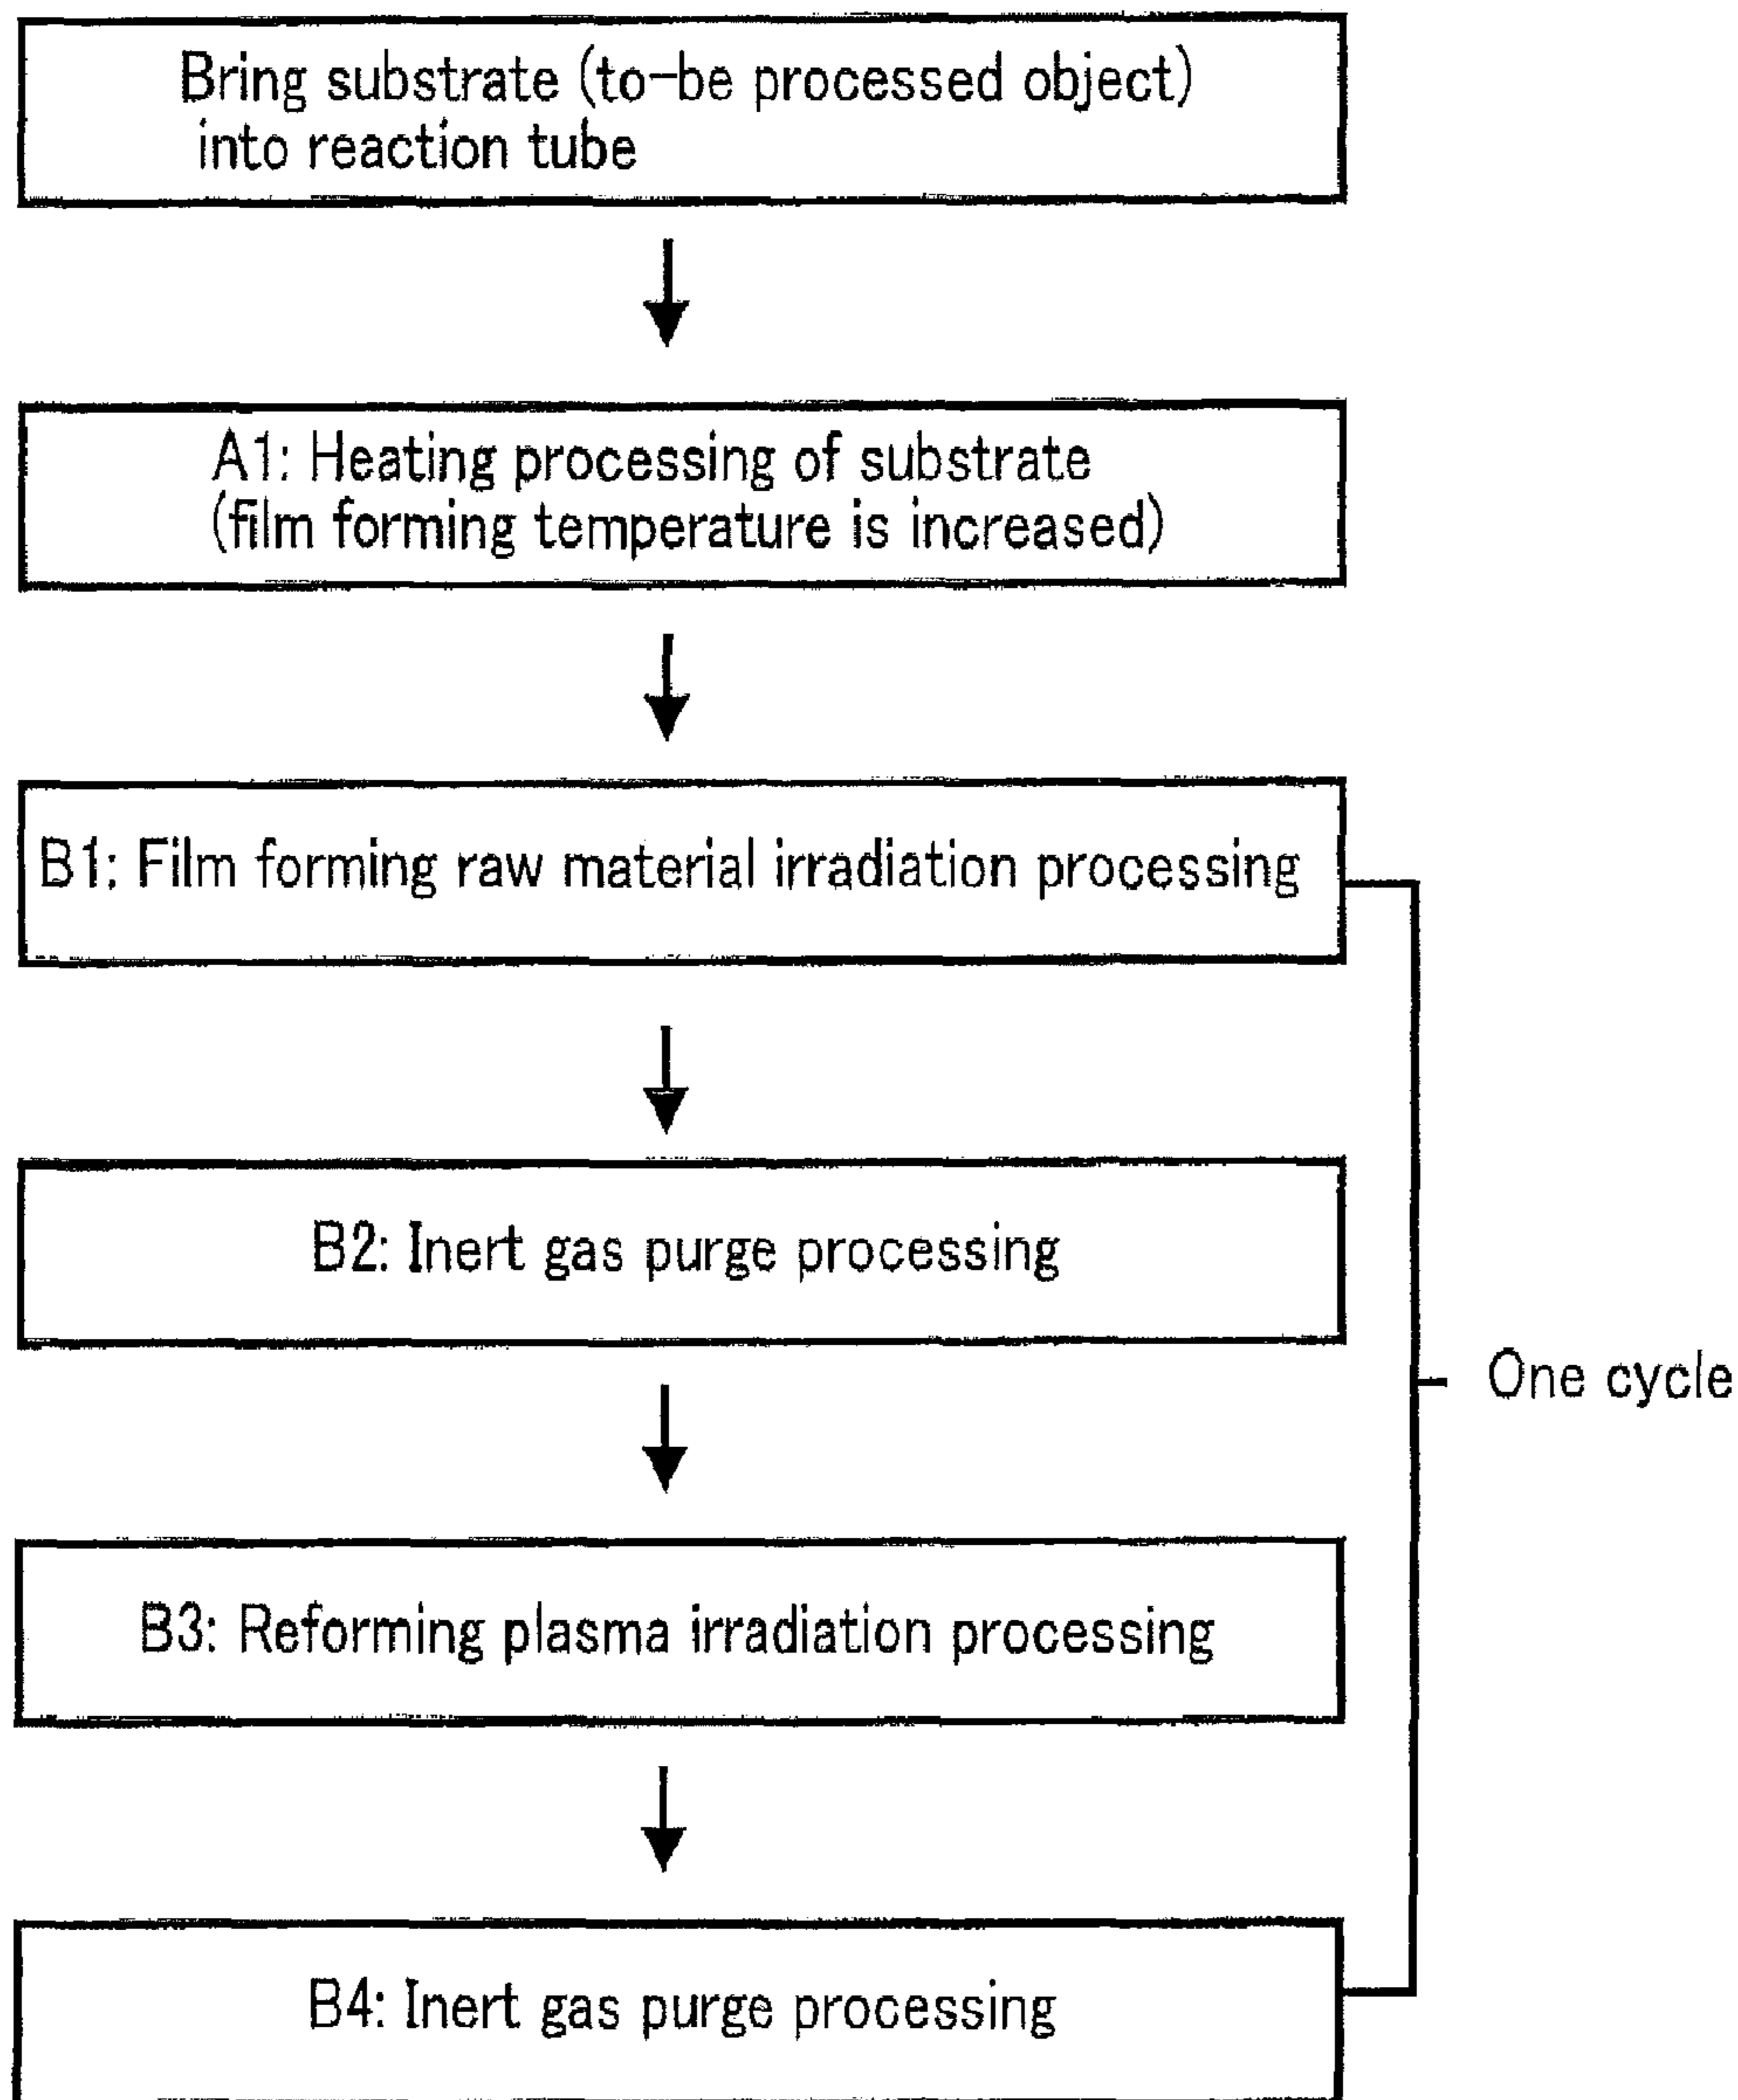 Bring substrate (to-be processed object)
into reaction tube
A1: Heating processing of substrate
(film forming temperature is increased)
B1: Film forming raw material irradiation processing
B2: Inert gas purge processing
One cycle
B3: Reforming plasma irradiation processing
B4: Inert gas purge processing